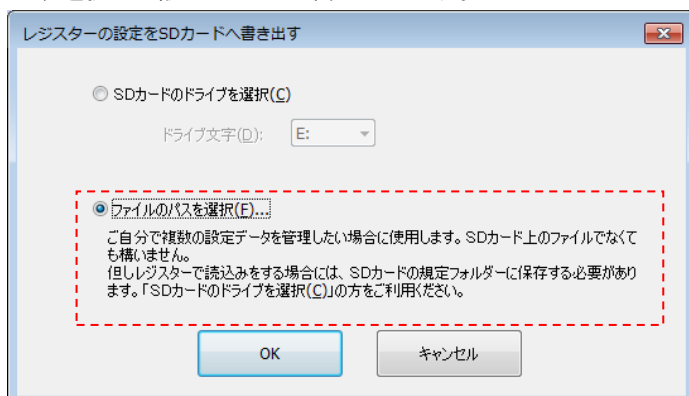 レジスターの設定をSDカードへ書き出す
SDカードのドライブを選択(C)
ドライブ文字(D):
E:
ファイルのパスを選択(F)...
ご自分で複数の設定データを管理したい場合に使用します。SDカード上のファイルでなくて
も構いません。
但しレジスターで読込みをする場合には、SDカードの規定フォルダーに保存する必要があり
ます。「SDカードのドライブを選択(C)」の方をご利用ください。
OK
キャンセル